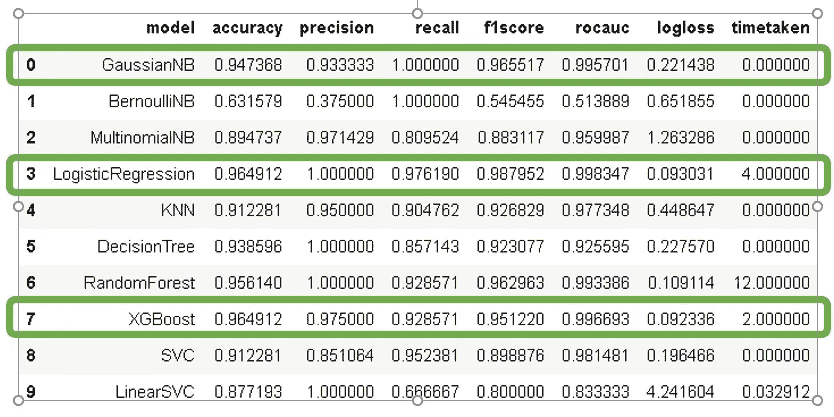 model accuracy precision recall f1score rocauc logloss timetaken
0 GaussianNB 0.947368 0.933333 1.000000 0.965517 0.995701 0.221438 0.000000
1 BernoulliNB 0.631579 0.375000 1.000000 0.545455 0.513889 0.651855 0.000000
2 MultinomialNB 0.894737 0.971429 0.809524 0.883117 0.959987 1.263286 0.000000
3 LogisticRegression 0.964912 1.000000 0.976190 0.987952 0.998347 0.093031 4.000000
4 KNN 0.912281 0.950000 0.904762 0.926829 0.977348 0.448647 0.000000
5 DecisionTree 0.938596 1.000000 0.857143 0.923077 0.925595 0.227570 0.000000
6 RandomForest 0.956140 1.000000 0.928571 0.962963 0.993386 0.109114 12.000000
7 XGBoost 0.964912 0.975000 0.928571 0.951220 0.996693 0.092336 2.000000
8 SVC 0.912281 0.851064 0.952381 0.898876 0.981481 0.196466 0.000000
9 LinearSVC 0.877193 1.000000 0.666667 0.800000 0.833333 4.241604 0.032912